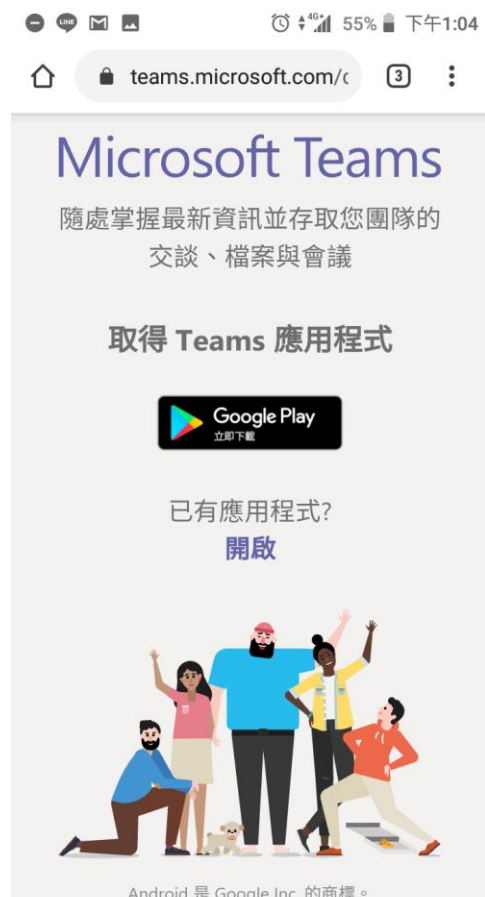 LINE 4G 55% 下午1:04
teams.microsoft.com/ 3
Microsoft Teams
隨處掌握最新資訊並存取您團隊的
交談、檔案與會議
取得 Teams 應用程式
Google Play
立即下載
已有應用程式?
開啟
Android 是 Google Inc. 的商標。